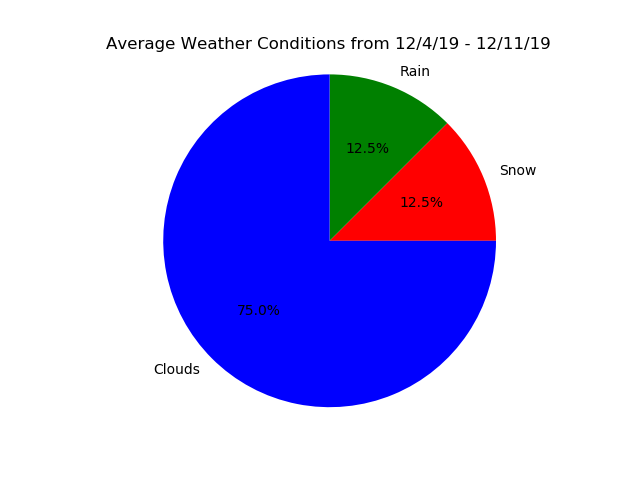 Average Weather Conditions from 12/4/19 - 12/11/19
Rain
12.5%
Snow
12.5%
75.0%
Clouds